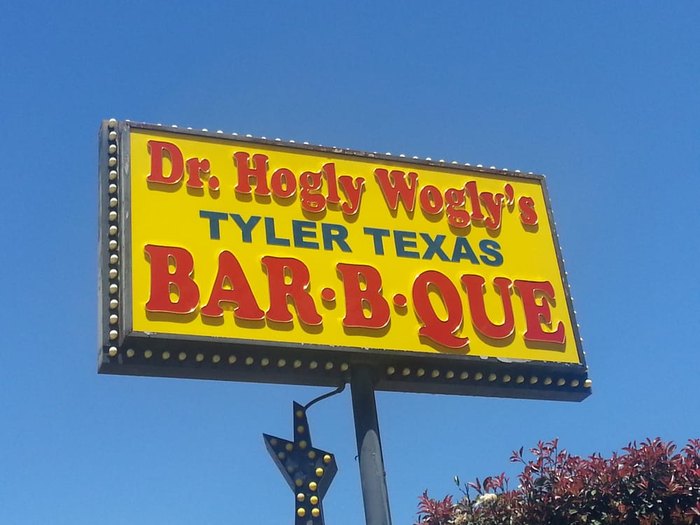 Dr. Hogly Wogly's
TYLER TEXAS
BAR·B·QUE